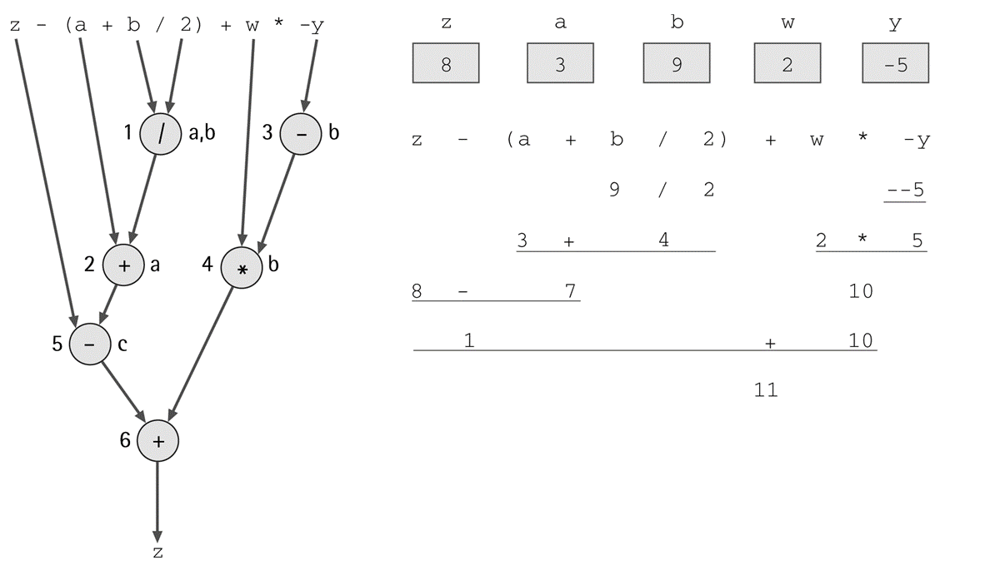 z - (a + b / 2) + w * -y
1 / a,b
3 - b
2 + a
4 * b
5 - c
6 +
z
z a b w y
8 3 9 2 -5
z - (a + b / 2) + w * -y
9 / 2 --5
3 + 4 2 * 5
8 - 7 10
1 + 10
11